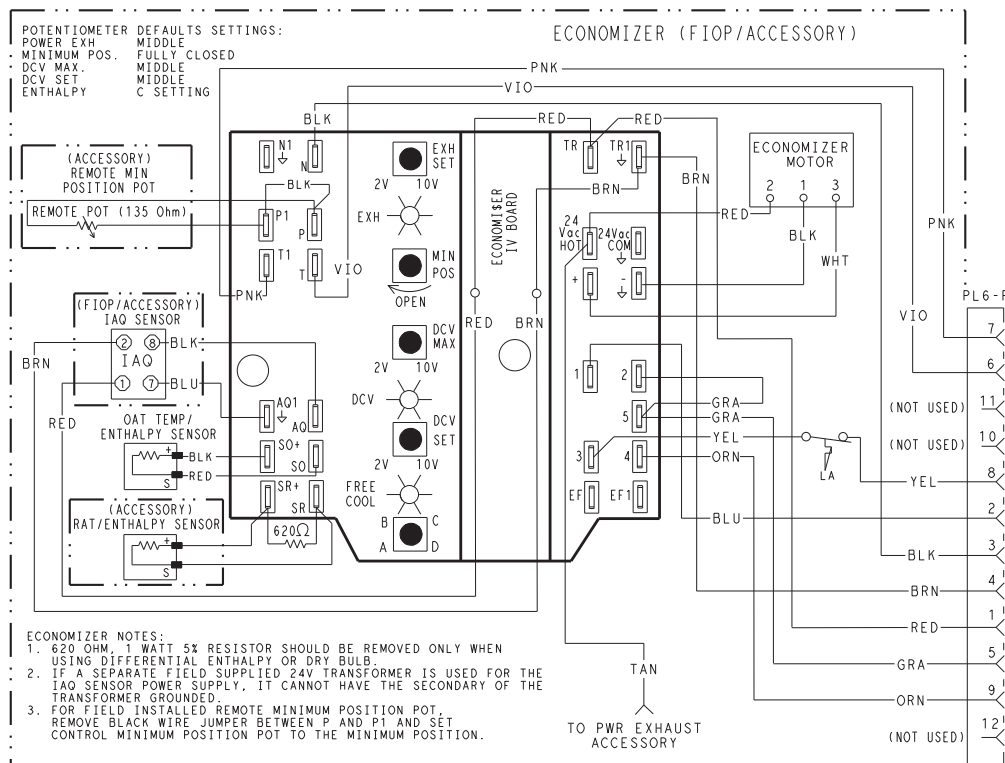 POTENTIOMETER DEFAULTS SETTINGS:
POWER EXH MIDDLE
MINIMUM POS. FULLY CLOSED
DCV MAX. MIDDLE
DCV SET MIDDLE
ENTHALPY C SETTING
ECONOMIZER (FIOP/ACCESSORY)
PNK
VIO
BLK
RED
RED
(ACCESSORY)
REMOTE MIN
POSITION POT
REMOTE POT (135 Ohm)
N1
N
BLK
P1
P
T1
T
VIO
PNK
EXH
SET
2V 10V
EXH
MIN
POS
OPEN
DCV
MAX
2V 10V
DCV
DCV
SET
2V 10V
FREE
COOL
B C
A D
ECONOMI$ER
IV BOARD
RED
BRN
TR
TR1
BRN
BRN
24
Vac
HOT
24Vac
COM
+
-
RED
BLK
WHT
ECONOMIZER
MOTOR
2 1 3
PNK
VIO
(FIOP/ACCESSORY)
IAQ SENSOR
2 8
IAQ
1 7
BLK
BLU
BRN
RED
AQ1
AQ
OAT TEMP/
ENTHALPY SENSOR
+
S
BLK
RED
SO+
SO
(ACCESSORY)
RAT/ENTHALPY SENSOR
+
S
SR+
SR
620Ω
1
2
5
3
4
EF
EF1
GRA
GRA
YEL
ORN
LA
BLU
TAN
TO PWR EXHAUST
ACCESSORY
PL6-R
7
6
(NOT USED) 11
(NOT USED) 10
YEL 8
2
BLK 3
BRN 4
RED 1
GRA 5
ORN 9
(NOT USED) 12
ECONOMIZER NOTES:
1. 620 OHM, 1 WATT 5% RESISTOR SHOULD BE REMOVED ONLY WHEN
USING DIFFERENTIAL ENTHALPY OR DRY BULB.
2. IF A SEPARATE FIELD SUPPLIED 24V TRANSFORMER IS USED FOR THE
IAQ SENSOR POWER SUPPLY, IT CANNOT HAVE THE SECONDARY OF THE
TRANSFORMER GROUNDED.
3. FOR FIELD INSTALLED REMOTE MINIMUM POSITION POT,
REMOVE BLACK WIRE JUMPER BETWEEN P AND P1 AND SET
CONTROL MINIMUM POSITION POT TO THE MINIMUM POSITION.